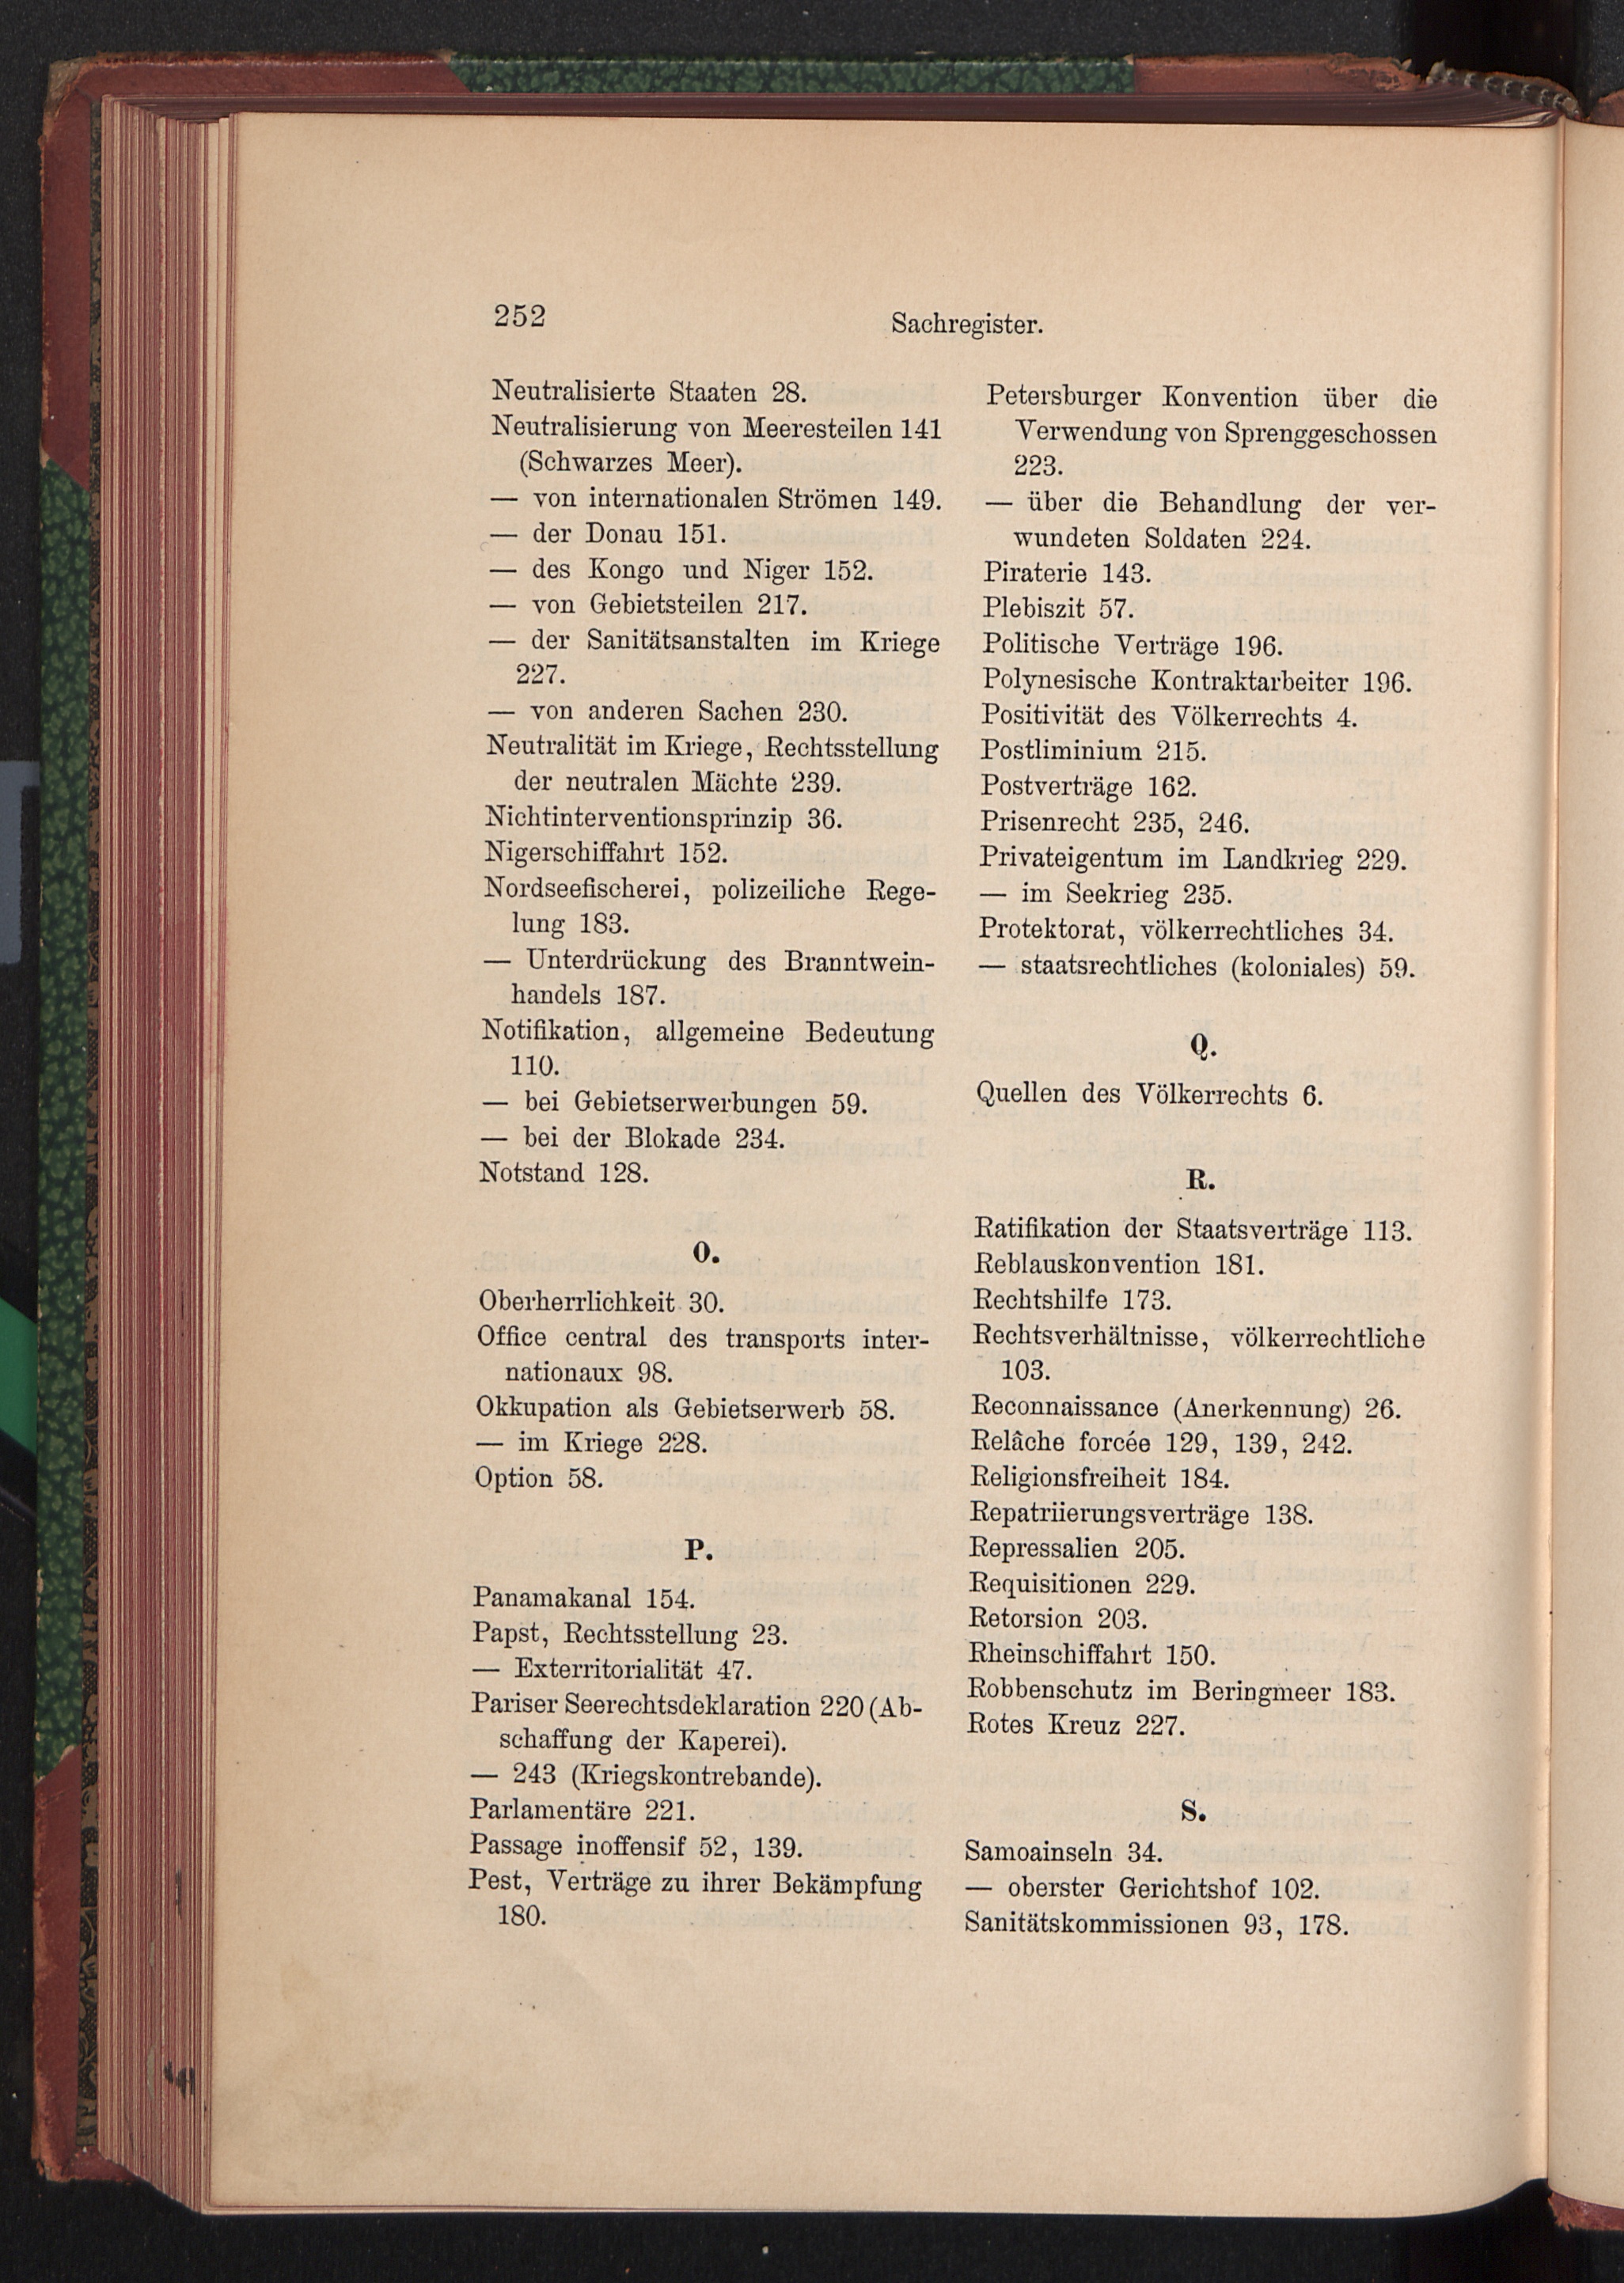 252
Sachregister.
Neutralisierte Staaten 28.
Neutralisierung von Meeresteilen 141
(Schwarzes Meer).
— von internationalen Strömen 149.
— der Donau 151.
— des Kongo und Niger 152.
— von Gebietsteilen 217.
— der Sanitätsanstalten im Kriege
227.
— von anderen Sachen 230.
Neutralität im Kriege, Rechtsstellung
der neutralen Mächte 239.
Nichtinterventionsprinzip 36.
Nigerschiffahrt 152.
Nordseefischerei, polizeiliche Rege-
lung 183.
— Unterdrückung des Branntwein-
handels 187.
Notifikation, allgemeine Bedeutung
110.
— bei Gebietserwerbungen 59.
— bei der Blokade 234.
Notstand 128.
O.
Oberherrlichkeit 30.
Office central des transports inter-
nationaux 98.
Okkupation als Gebietserwerb 58.
— im Kriege 228.
Option 58.
P.
Panamakanal 154.
Papst, Rechtsstellung 23.
— Exterritorialität 47.
Pariser Seerechtsdeklaration 220 (Ab-
schaffung der Kaperei).
— 243 (Kriegskontrebande).
Parlamentäre 221.
Passage inoffensif 52, 139.
Pest, Verträge zu ihrer Bekämpfung
180.
Petersburger Konvention über die
Verwendung von Sprenggeschossen
223.
— über die Behandlung der ver-
wundeten Soldaten 224.
Piraterie 143.
Plebiszit 57.
Politische Verträge 196.
Polynesische Kontraktarbeiter 196.
Positivität des Völkerrechts 4.
Postliminium 215.
Postverträge 162.
Prisenrecht 235, 246.
Privateigentum im Landkrieg 229.
— im Seekrieg 235.
Protektorat, völkerrechtliches 34.
— staatsrechtliches (koloniales) 59.
Q.
Quellen des Völkerrechts 6.
R.
Ratifikation der Staatsverträge 113.
Reblauskonvention 181.
Rechtshilfe 173.
Rechtsverhältnisse, völkerrechtliche
103.
Reconnaissance (Anerkennung) 26.
Relâche forcée 129, 139, 242.
Religionsfreiheit 184.
Repatriierungsverträge 138.
Repressalien 205.
Requisitionen 229.
Retorsion 203.
Rheinschiffahrt 150.
Robbenschutz im Beringmeer 183.
Rotes Kreuz 227.
S.
Samoainseln 34.
— oberster Gerichtshof 102.
Sanitätskommissionen 93, 178.